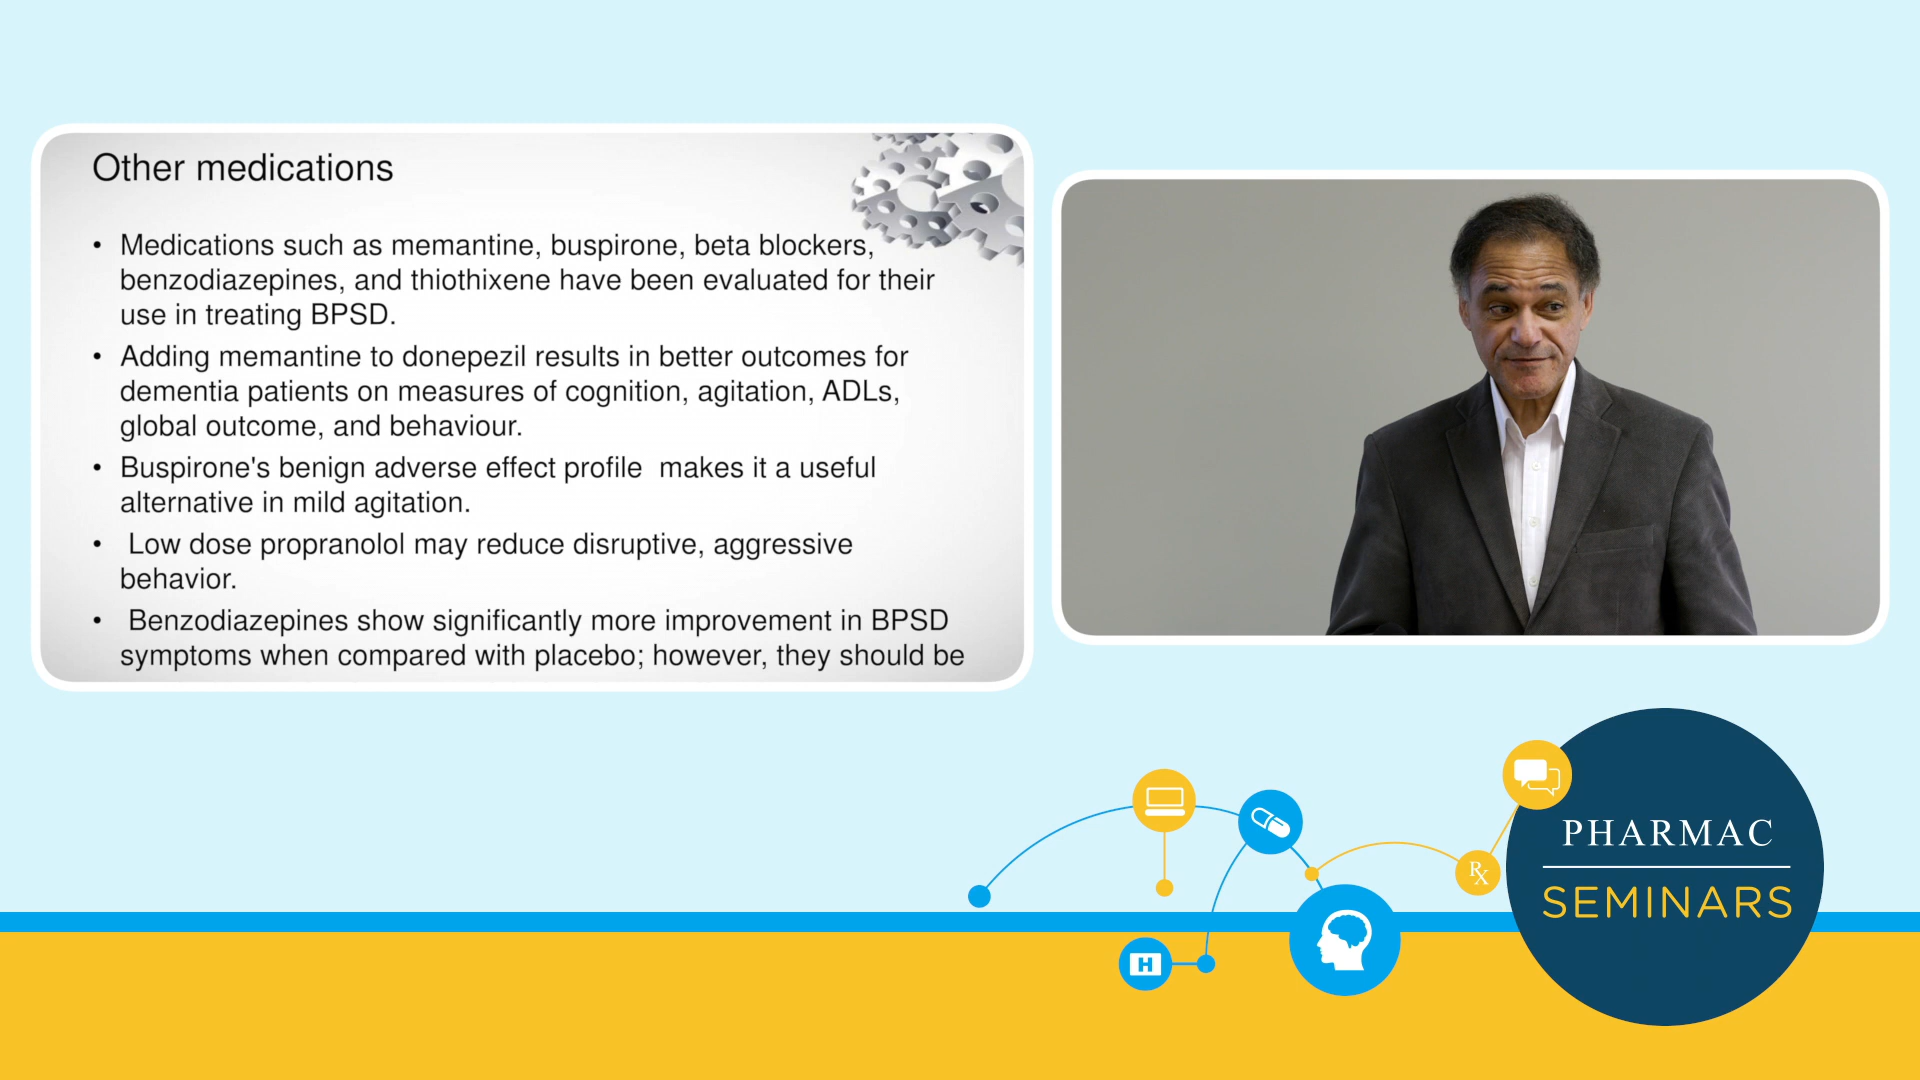 Other medications
• Medications such as memantine, buspirone, beta blockers,
benzodiazepines, and thiothixene have been evaluated for their
use in treating BPSD.
• Adding memantine to donepezil results in better outcomes for
dementia patients on measures of cognition, agitation, ADLs,
global outcome, and behaviour.
• Buspirone's benign adverse effect profile  makes it a useful
alternative in mild agitation.
•  Low dose propranolol may reduce disruptive, aggressive
behavior.
•  Benzodiazepines show significantly more improvement in BPSD
symptoms when compared with placebo; however, they should be
H
Rx
PHARMAC
SEMINARS